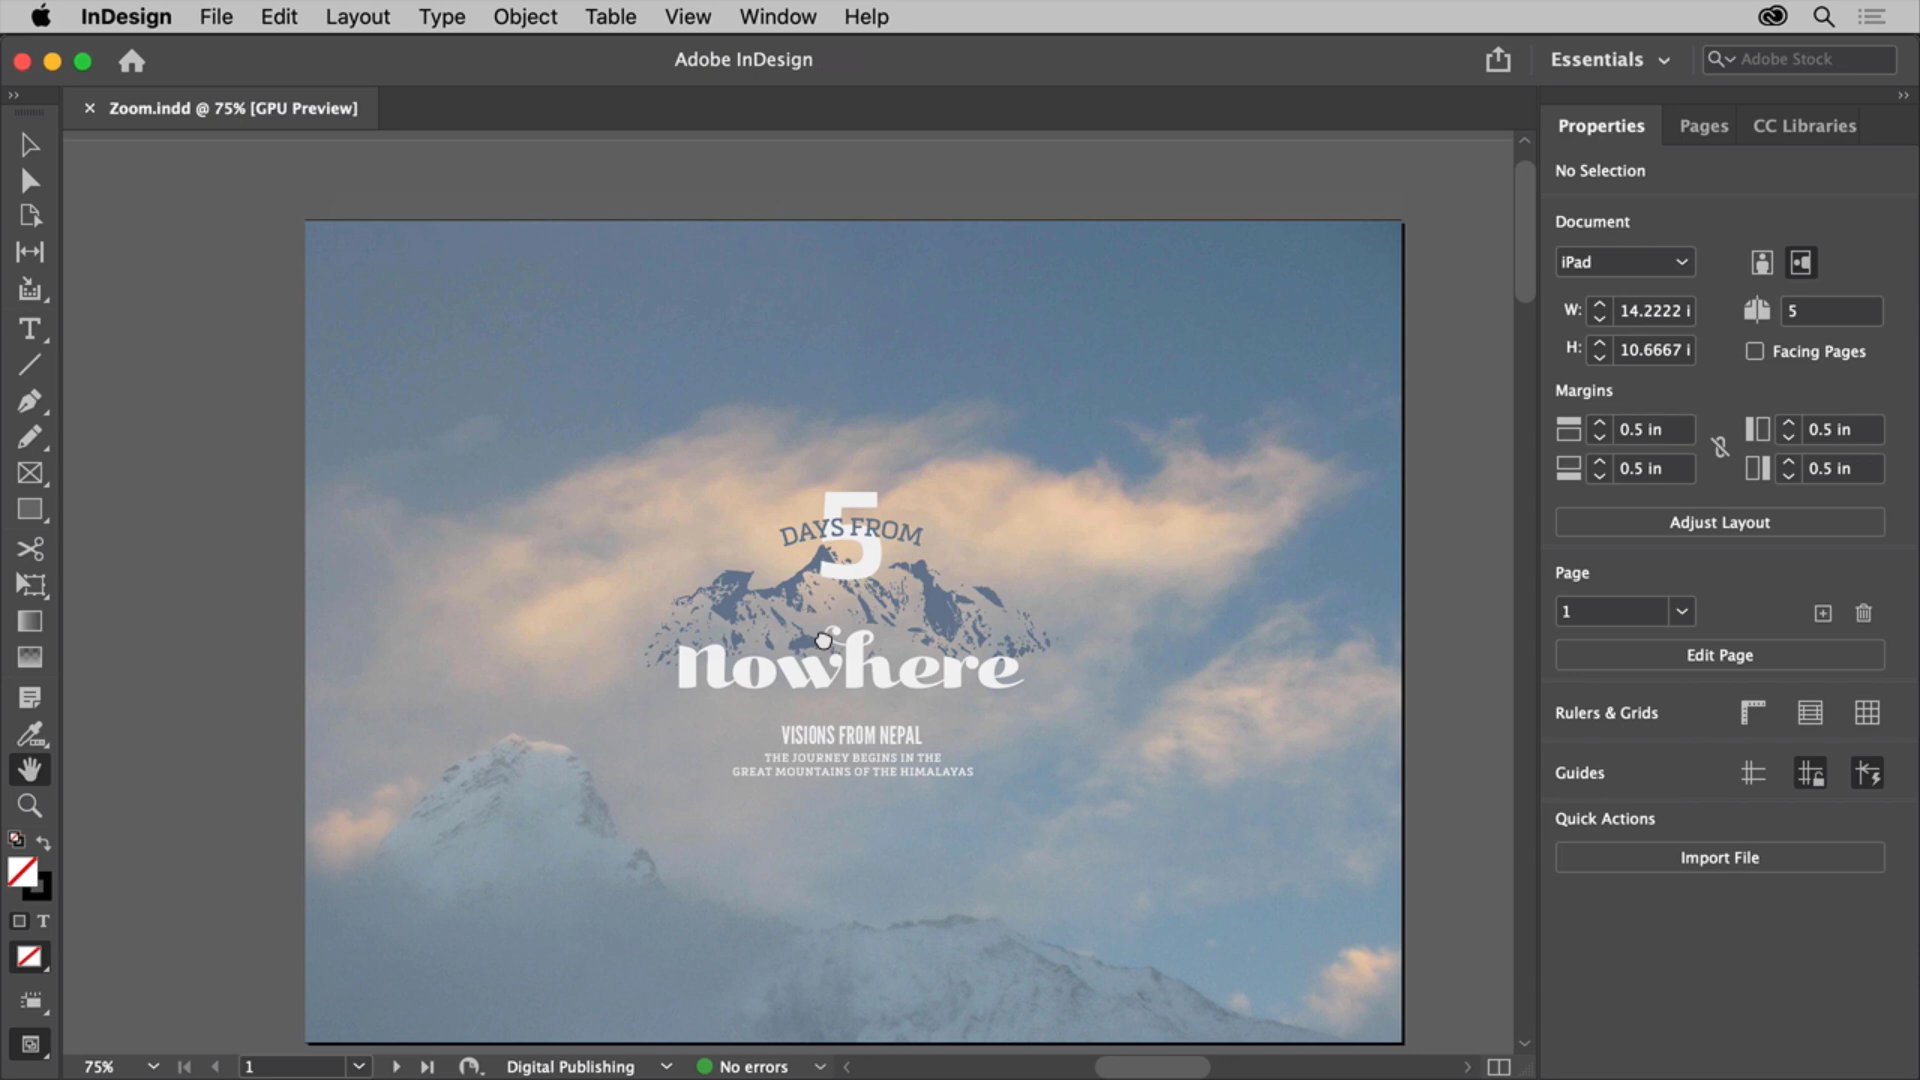 InDesign File Edit Layout Type Object Table View Window Help
Adobe InDesign
Essentials
Adobe Stock
Zoom.indd @ 75% [GPU Preview]
Properties Pages CC Libraries
No Selection
Document
iPad
W: 14.2222 i
5
H: 10.6667 i
Facing Pages
Margins
0.5 in
0.5 in
0.5 in
0.5 in
Adjust Layout
Page
1
Edit Page
Rulers & Grids
Guides
Quick Actions
Import File
5
DAYS FROM
nowhere
VISIONS FROM NEPAL
THE JOURNEY BEGINS IN THE
GREAT MOUNTAINS OF THE HIMALAYAS
75% 1 Digital Publishing No errors